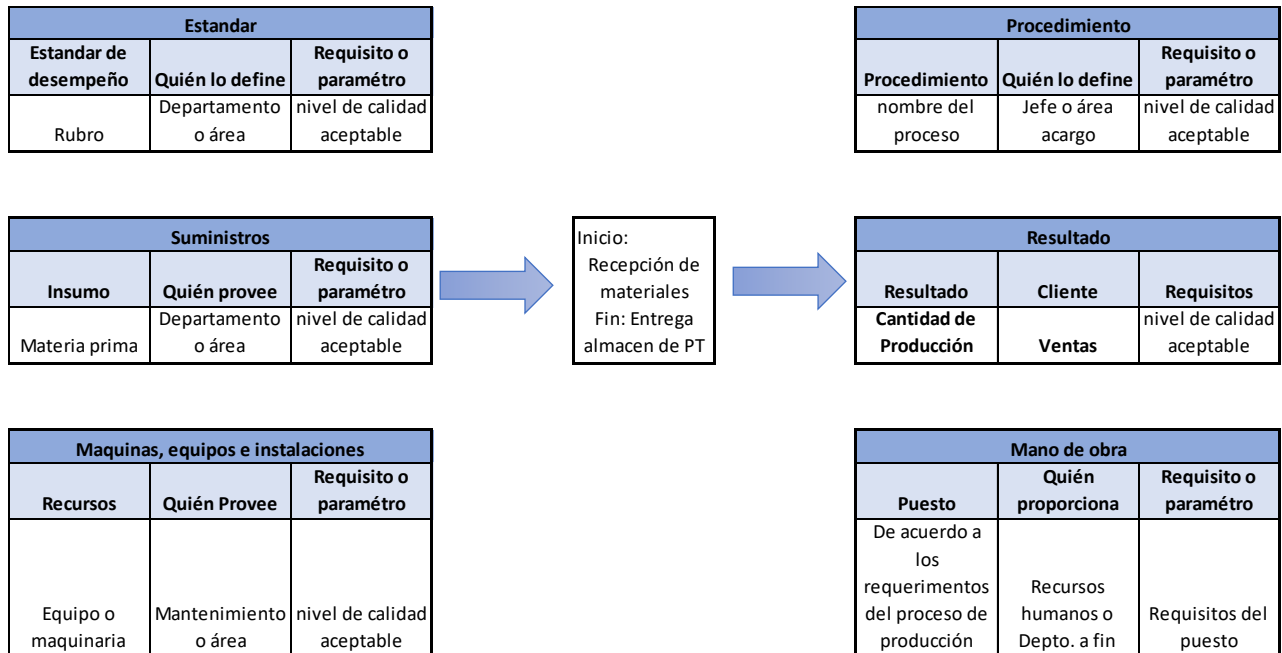 Estandar
Estandar de desempeño Quién lo define Requisito o paramétro
Rubro Departamento o área nivel de calidad aceptable
Procedimiento
Procedimiento Quién lo define Requisito o paramétro
nombre del proceso Jefe o área acargo nivel de calidad aceptable
Suministros
Insumo Quién provee Requisito o paramétro
Materia prima Departamento o área nivel de calidad aceptable
Inicio:
Recepción de
materiales
Fin: Entrega
almacen de PT
Resultado
Resultado Cliente Requisitos
Cantidad de Producción Ventas nivel de calidad aceptable
Maquinas, equipos e instalaciones
Recursos Quién Provee Requisito o paramétro
Equipo o maquinaria Mantenimiento o área nivel de calidad aceptable
Mano de obra
Puesto Quién proporciona Requisito o paramétro
De acuerdo a los requerimentos del proceso de producción Recursos humanos o Depto. a fin Requisitos del puesto